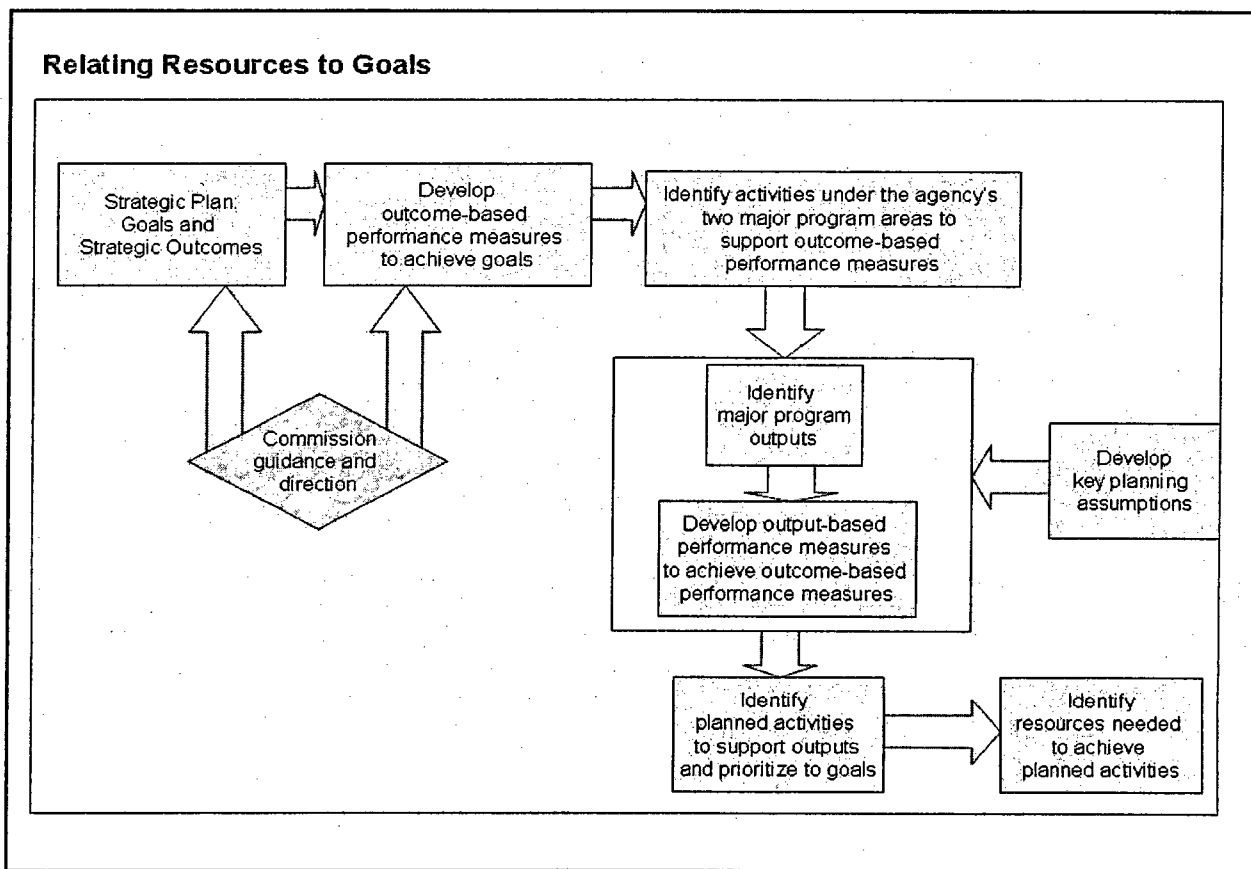 Relating Resources to Goals
Strategic Plan:
Goals and
Strategic Outcomes
Develop
outcome-based
performance measures
to achieve goals
Identify activities under the agency's
two major program areas to
support outcome-based
performance measures
Commission
guidance and
direction
Identify
major program
outputs
Develop output-based
performance measures
to achieve outcome-based
performance measures
Develop
key planning
assumptions
Identify
planned activities
to support outputs
and prioritize to goals
Identify
resources needed
to achieve
planned activities